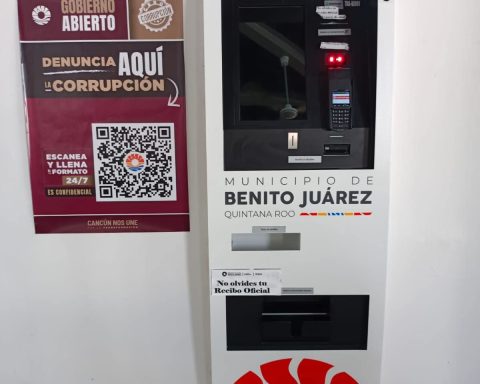 GOBIERNO
ABIERTO
CORRUPCIÓN
DENUNCIA AQUÍ
LA CORRUPCIÓN
ESCANEA
Y LLENA
EL FORMATO
24/7
ES CONFIDENCIAL
CANCÚN NOS UNE
MUNICIPIO DE
BENITO JUÁREZ
QUINTANA ROO
No olvides tu
Recibo Oficial